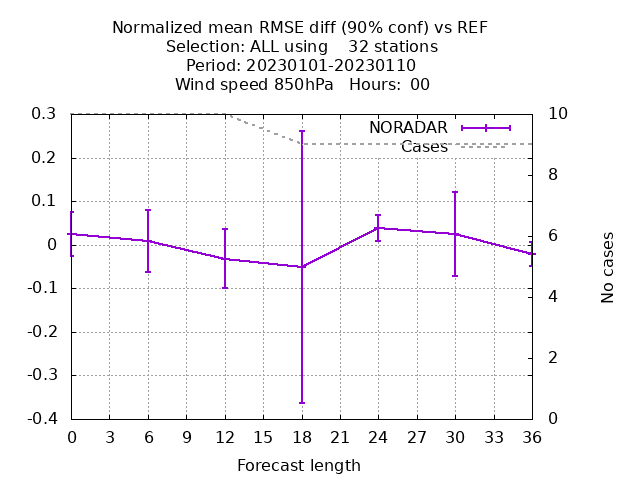 Normalized mean RMSE diff (90% conf) vs REF
Selection: ALL using    32 stations
Period: 20230101-20230110
Wind speed 850hPa   Hours: 00
0.3
0.2
0.1
0
-0.1
-0.2
-0.3
-0.4
10
8
6
4
2
0
NORADAR
Cases
No cases
0 3 6 9 12 15 18 21 24 27 30 33 36
Forecast length